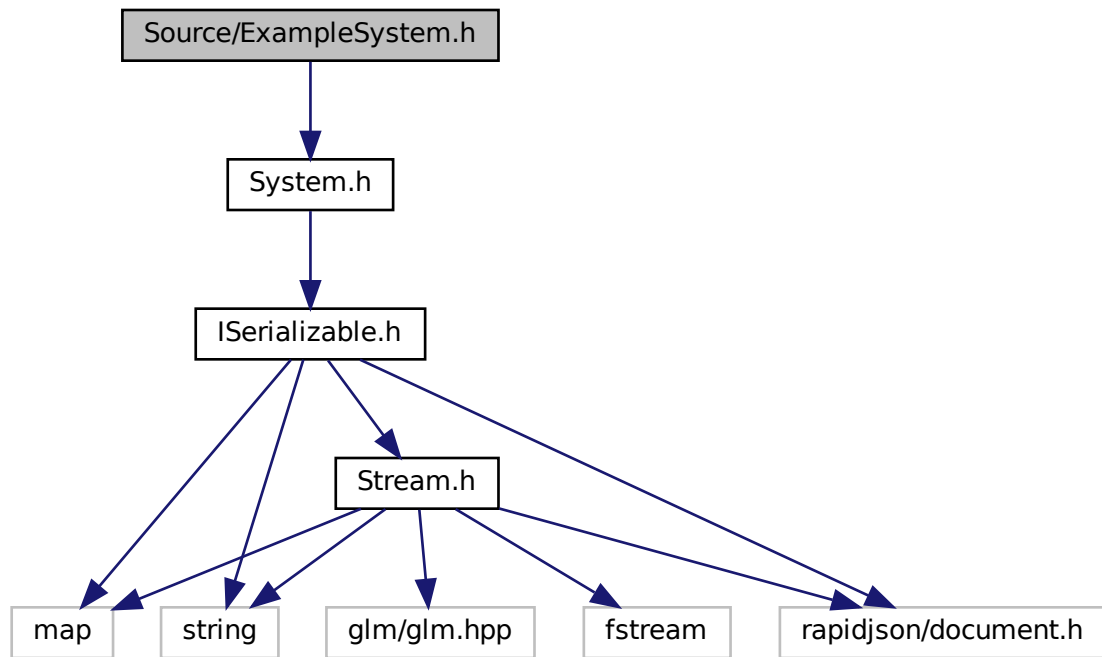 Source/ExampleSystem.h
System.h
ISerializable.h
Stream.h
map
string
glm/glm.hpp
fstream
rapidjson/document.h